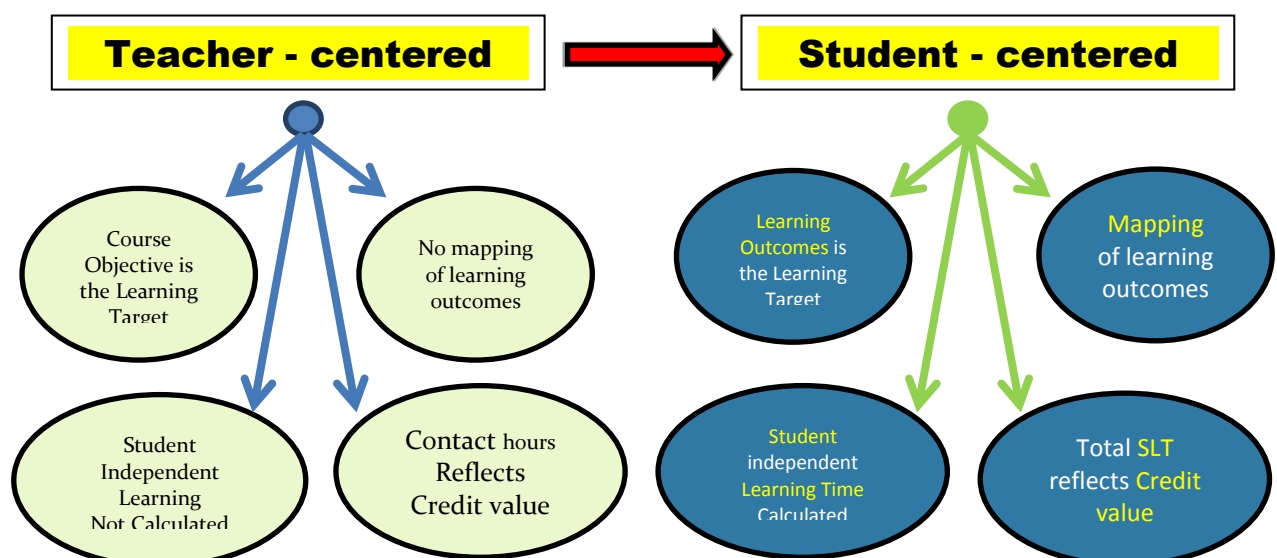 Teacher - centered
Student - centered
Course
Objective is
the Learning
Target
No mapping
of learning
outcomes
Learning
Outcomes is
the Learning
Target
Mapping
of learning
outcomes
Student
Independent
Learning
Not Calculated
Contact hours
Reflects
Credit value
Student
independent
Learning Time
Calculated
Total SLT
reflects Credit
value